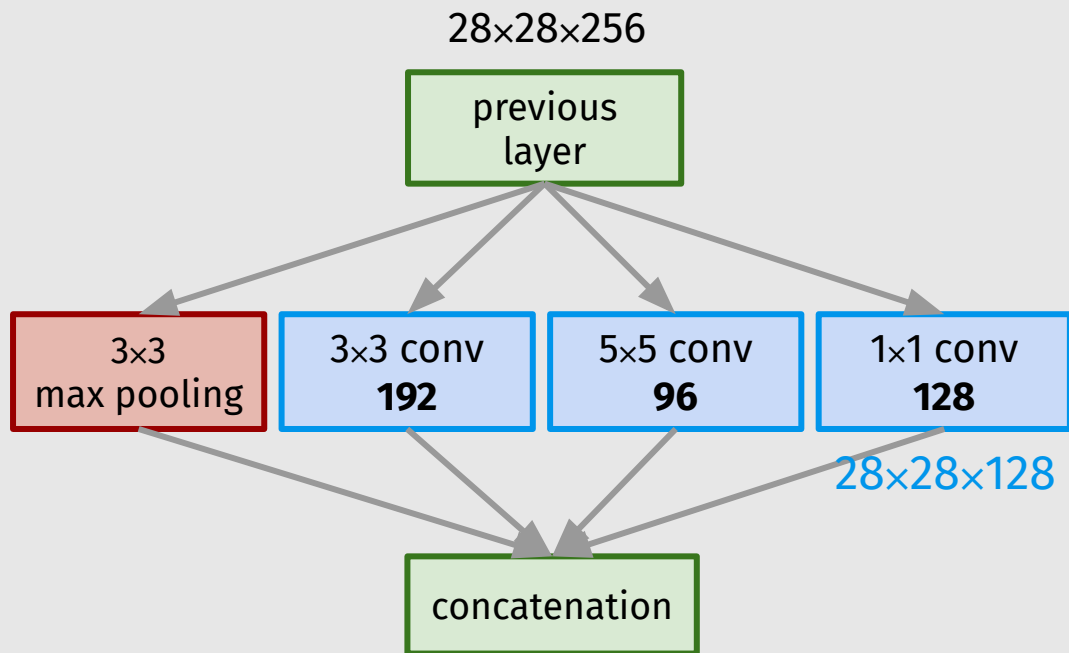 28×28×256
previous
layer
3×3
max pooling
3×3 conv
192
5×5 conv
96
1×1 conv
128
28×28×128
concatenation